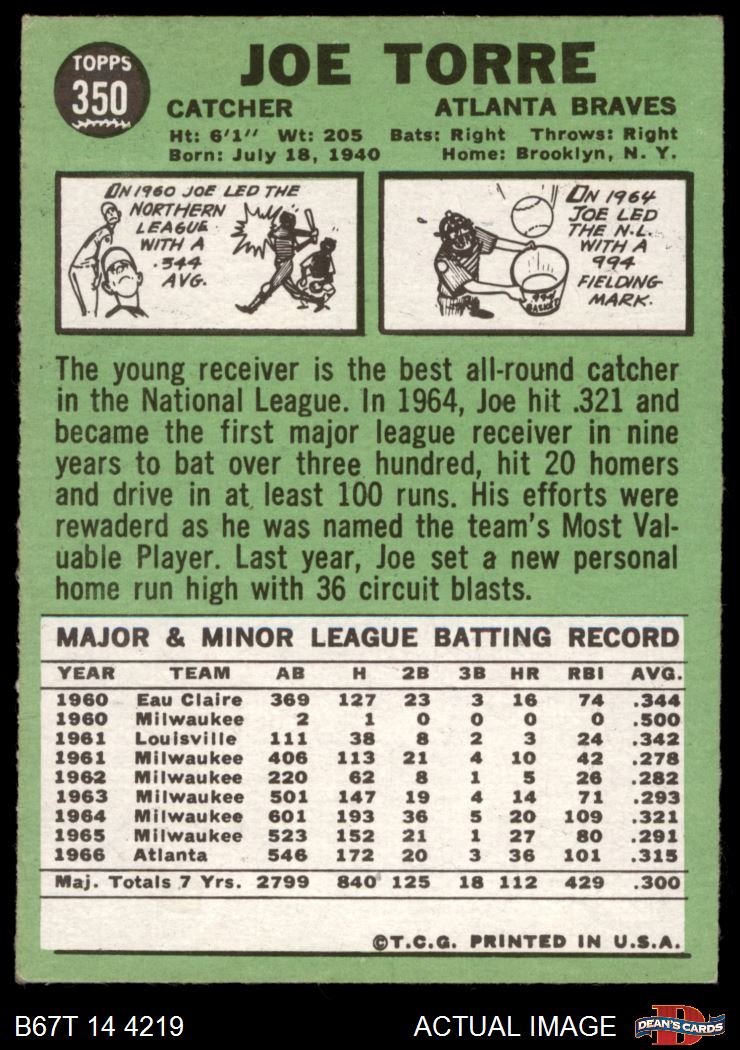 TOPPS
350
JOE TORRE
CATCHER ATLANTA BRAVES
Ht: 6'1" Wt: 205 Bats: Right Throws: Right
Born: July 18, 1940 Home: Brooklyn, N. Y.
IN 1960 JOE LED THE
NORTHERN
LEAGUE
WITH A
.344
AVG.
IN 1964
JOE LED
THE N.L.
WITH A
.994
FIELDING
MARK.
The young receiver is the best all-round catcher
in the National League. In 1964, Joe hit .321 and
became the first major league receiver in nine
years to bat over three hundred, hit 20 homers
and drive in at least 100 runs. His efforts were
rewaderd as he was named the team's Most Val-
uable Player. Last year, Joe set a new personal
home run high with 36 circuit blasts.
MAJOR & MINOR LEAGUE BATTING RECORD
YEAR TEAM AB H 2B 3B HR RBI AVG.
1960 Eau Claire 369 127 23 3 16 74 .344
1960 Milwaukee 2 1 0 0 0 0 .500
1961 Louisville 111 38 8 2 3 24 .342
1961 Milwaukee 406 113 21 4 10 42 .278
1962 Milwaukee 220 62 8 1 5 26 .282
1963 Milwaukee 501 147 19 4 14 71 .293
1964 Milwaukee 601 193 36 5 20 109 .321
1965 Milwaukee 523 152 21 1 27 80 .291
1966 Atlanta 546 172 20 3 36 101 .315
Maj. Totals 7 Yrs. 2799 840 125 18 112 429 .300
©T.C.G. PRINTED IN U.S.A.
B67T 14 4219 ACTUAL IMAGE
D
DEAN'S CARDS